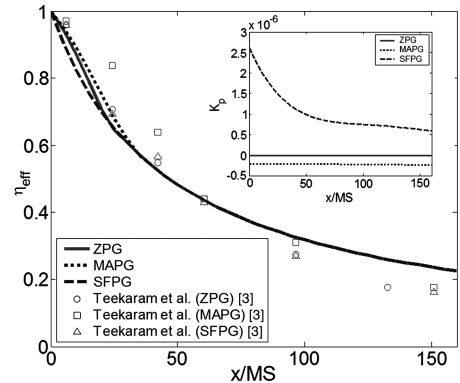 1
0.8
0.6
0.4
0.2
0
0
50
100
150
η_eff
x/MS
ZPG
MAPG
SFPG
Teekaram et al. (ZPG) [3]
Teekaram et al. (MAPG) [3]
Teekaram et al. (SFPG) [3]
x 10^-6
3
2.5
2
1.5
1
0.5
0
-0.5
0
50
100
150
K_p
x/MS
ZPG
MAPG
SFPG